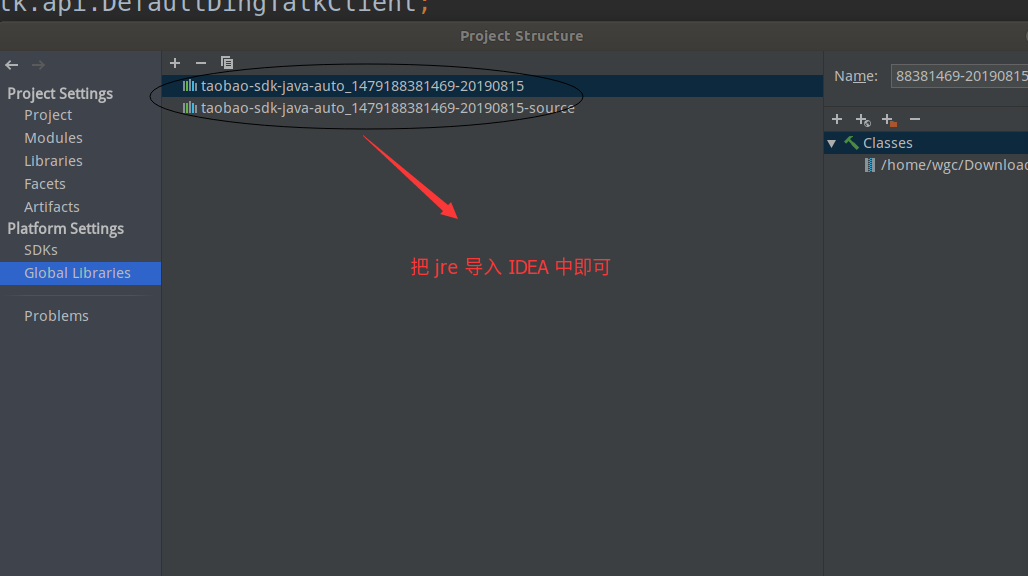 tk.api.DefaultDingTalkClient;
Project Structure
Project Settings
Project
Modules
Libraries
Facets
Artifacts
Platform Settings
SDKs
Global Libraries
Problems
taobao-sdk-java-auto_1479188381469-20190815
taobao-sdk-java-auto_1479188381469-20190815-source
把 jre 导入 IDEA 中即可
Name: 88381469-20190815
Classes
/home/wgc/Download